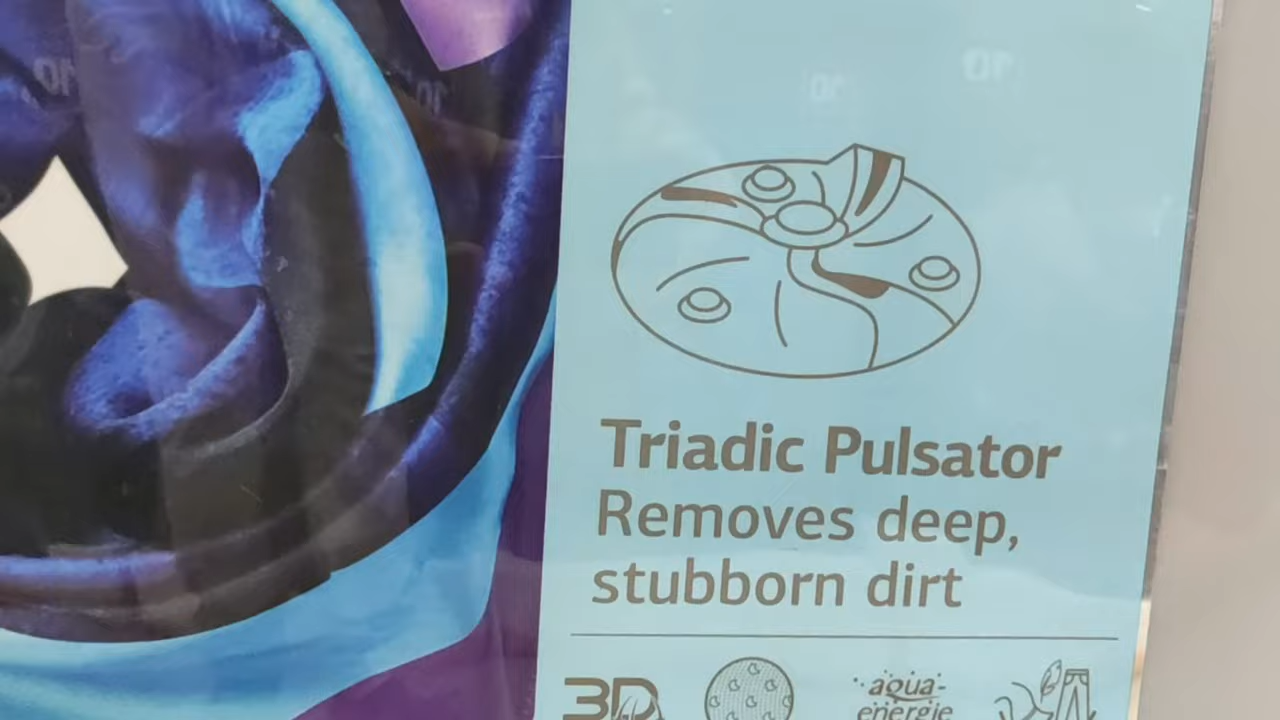 Triadic Pulsator
Removes deep,
stubborn dirt
3D
aqua-
energie